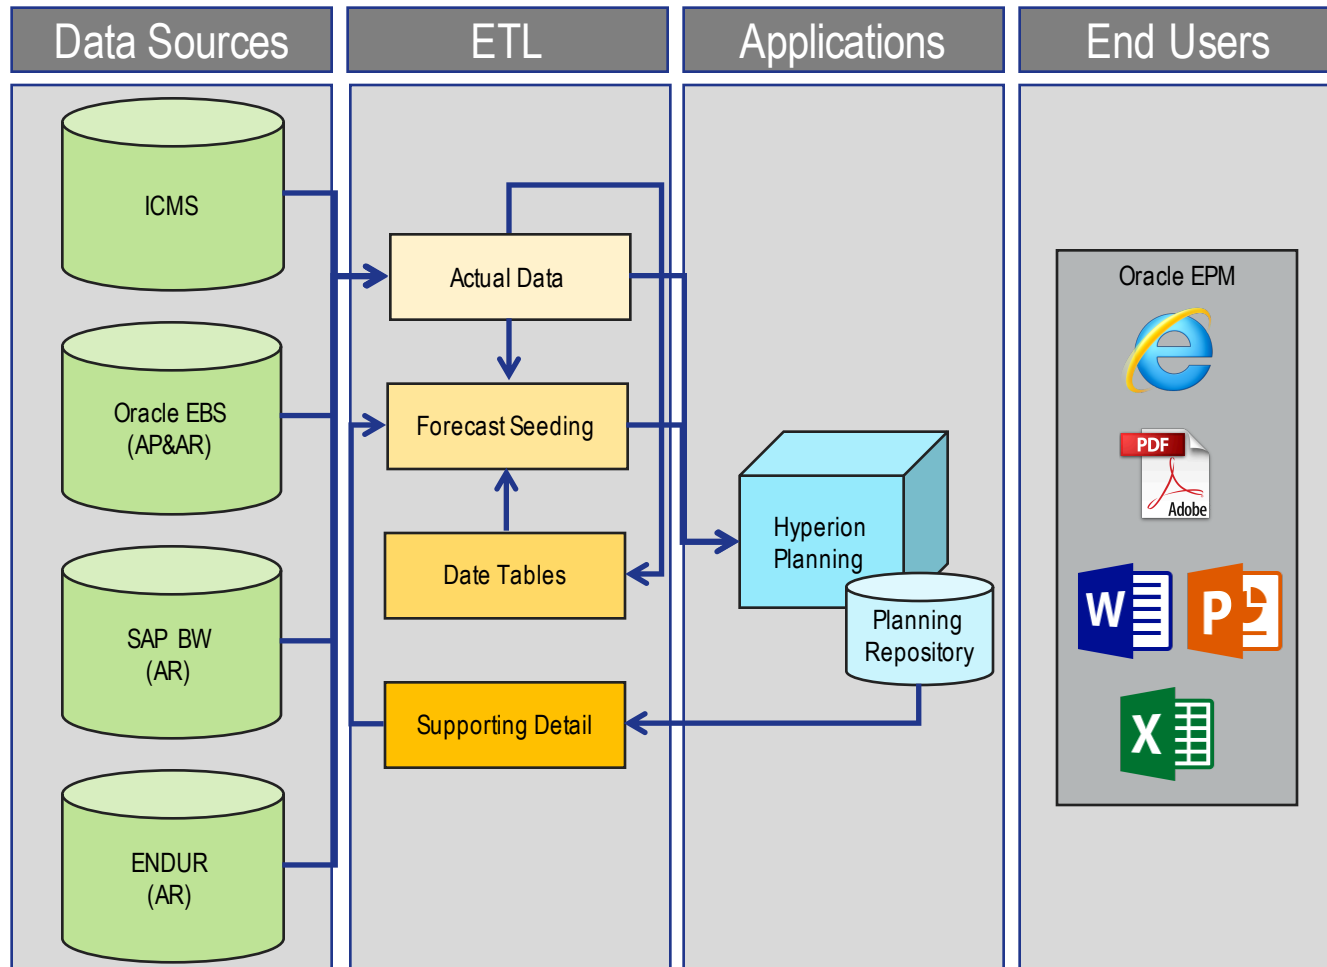 Data Sources
ETL
Applications
End Users
ICMS
Oracle EBS
(AP&AR)
SAP BW
(AR)
ENDUR
(AR)
Actual Data
Forecast Seeding
Date Tables
Supporting Detail
Hyperion
Planning
Planning
Repository
Oracle EPM
e
PDF
Adobe
W
P
X